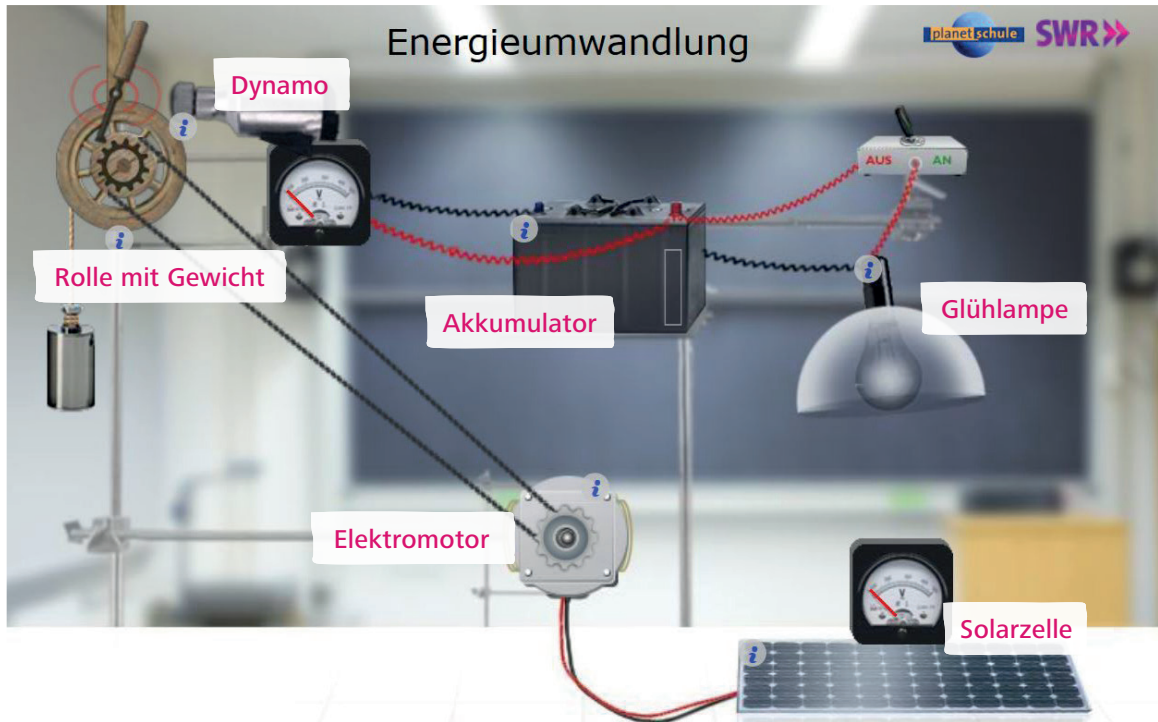 Energieumwandlung
planet schule
SWR
Dynamo
V
AUS
AN
Rolle mit Gewicht
Akkumulator
Glühlampe
Elektromotor
V
Solarzelle